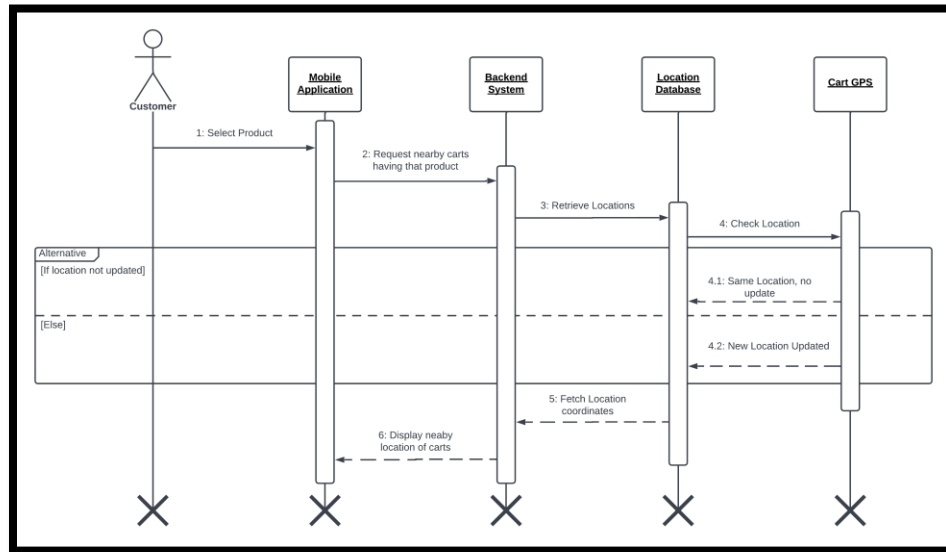 Customer
Mobile
Application
Backend
System
Location
Database
Cart GPS
1: Select Product
2: Request nearby carts
having that product
3: Retrieve Locations
4: Check Location
Alternative
[If location not updated]
4.1: Same Location, no
update
[Else]
4.2: New Location Updated
5: Fetch Location
coordinates
6: Display neaby
location of carts